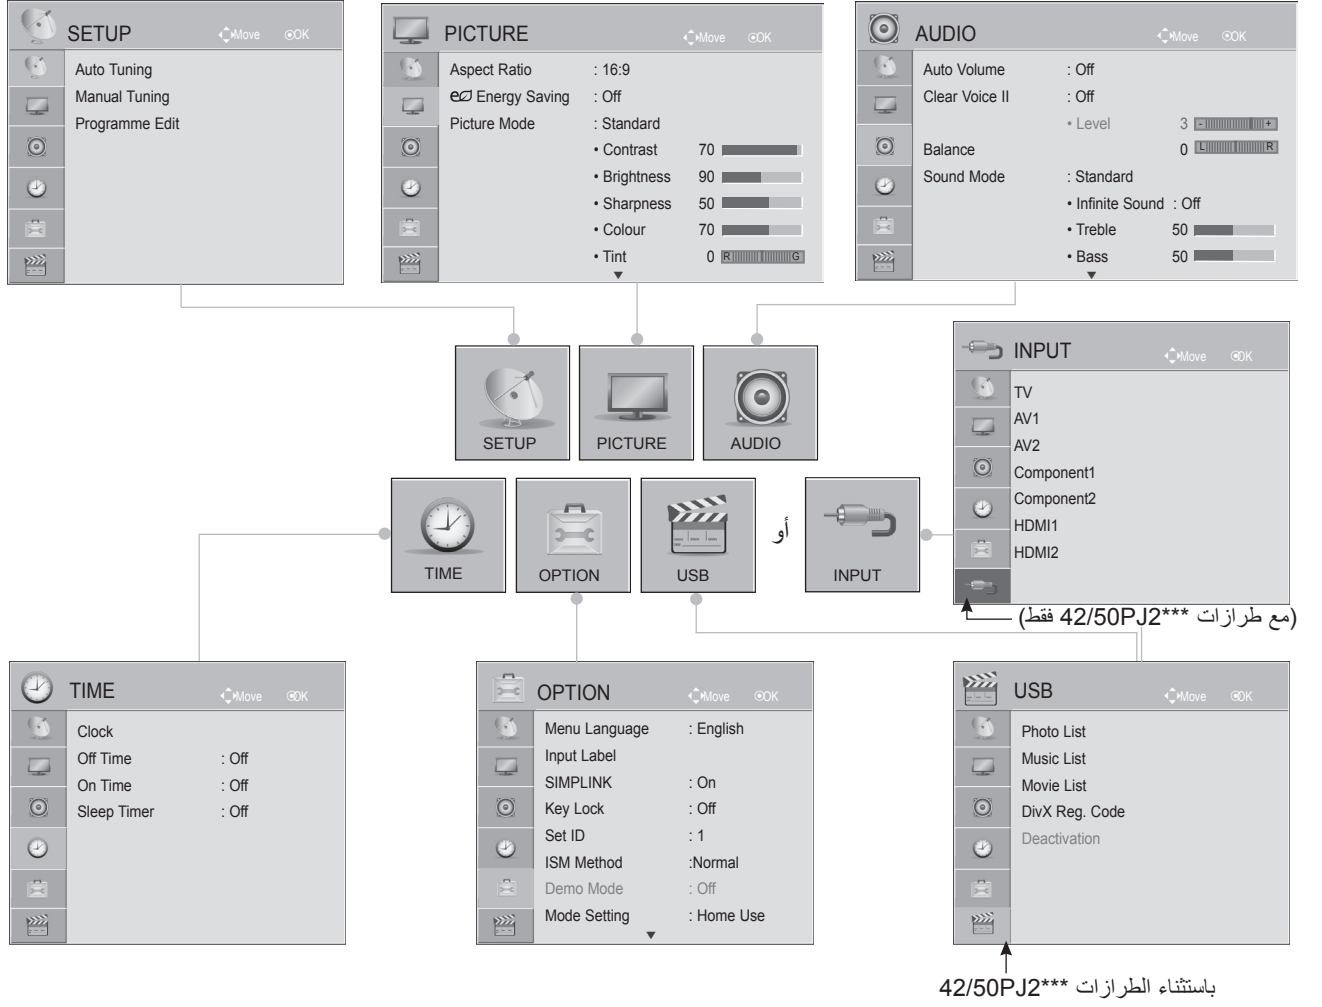 SETUP Move OK
Auto Tuning
Manual Tuning
Programme Edit
PICTURE Move OK
Aspect Ratio : 16:9
Energy Saving : Off
Picture Mode : Standard
• Contrast 70
• Brightness 90
• Sharpness 50
• Colour 70
• Tint 0 R G
AUDIO Move OK
Auto Volume : Off
Clear Voice II : Off
• Level 3 - +
Balance 0 L R
Sound Mode : Standard
• Infinite Sound : Off
• Treble 50
• Bass 50
SETUP
PICTURE
AUDIO
TIME
OPTION
USB
أو
INPUT
INPUT Move OK
TV
AV1
AV2
Component1
Component2
HDMI1
HDMI2
(مع طرازات 42/50PJ2*** فقط)
TIME Move OK
Clock
Off Time : Off
On Time : Off
Sleep Timer : Off
OPTION Move OK
Menu Language : English
Input Label
SIMPLINK : On
Key Lock : Off
Set ID : 1
ISM Method :Normal
Demo Mode : Off
Mode Setting : Home Use
USB Move OK
Photo List
Music List
Movie List
DivX Reg. Code
Deactivation
باستثناء الطرازات 42/50PJ2***